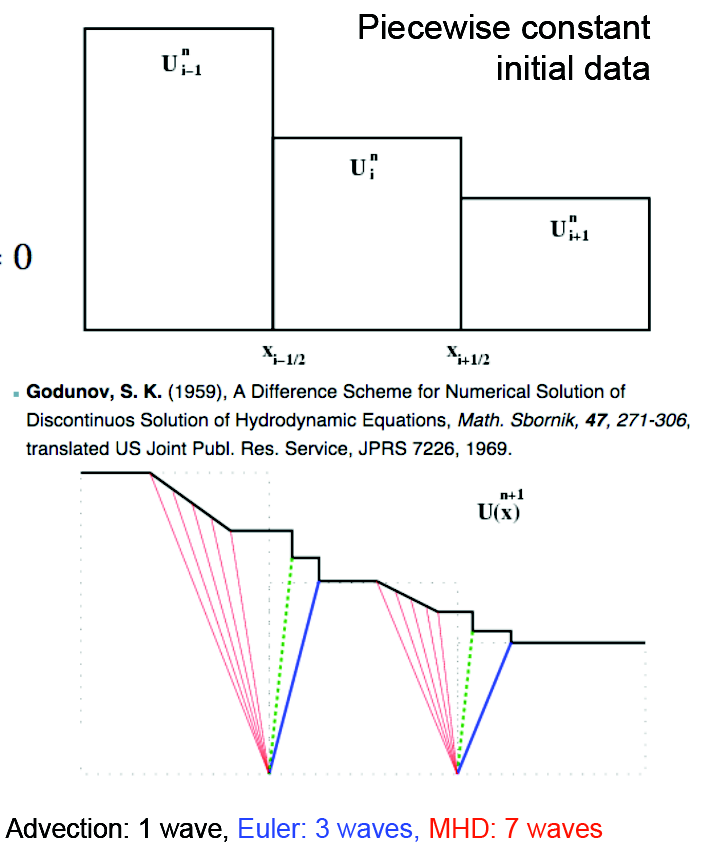 Piecewise constant
initial data
U^n_{i-1}
U^n_i
U^n_{i+1}
= 0
x_{i-1/2} x_{i+1/2}
▪ Godunov, S. K. (1959), A Difference Scheme for Numerical Solution of
Discontinuos Solution of Hydrodynamic Equations, Math. Sbornik, 47, 271-306,
translated US Joint Publ. Res. Service, JPRS 7226, 1969.
U(x)^{n+1}
Advection: 1 wave, Euler: 3 waves, MHD: 7 waves